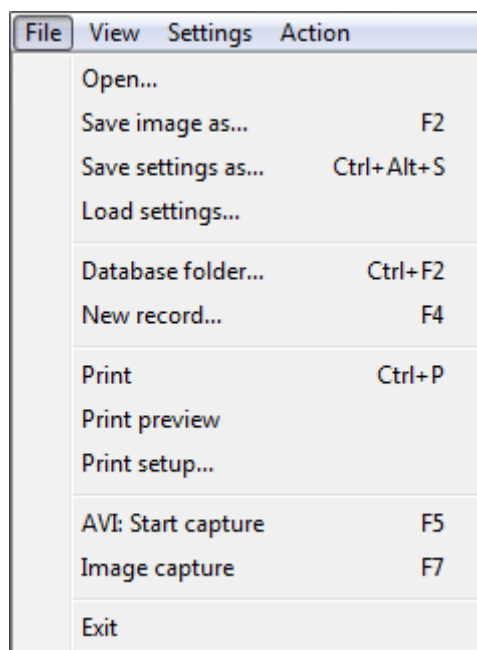 File View Settings Action
Open...
Save image as... F2
Save settings as... Ctrl+Alt+S
Load settings...
Database folder... Ctrl+F2
New record... F4
Print Ctrl+P
Print preview
Print setup...
AVI: Start capture F5
Image capture F7
Exit